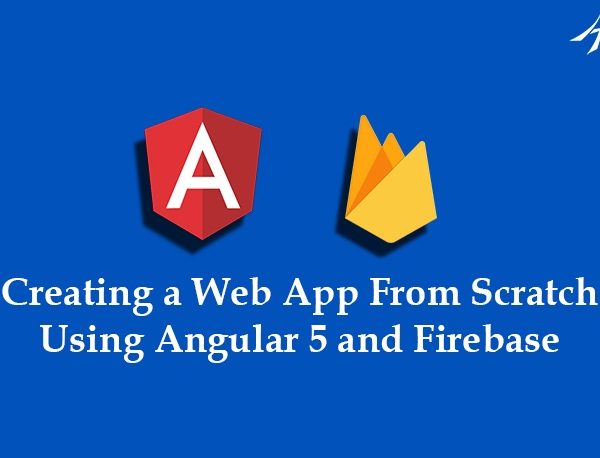 A
Creating a Web App From Scratch
Using Angular 5 and Firebase